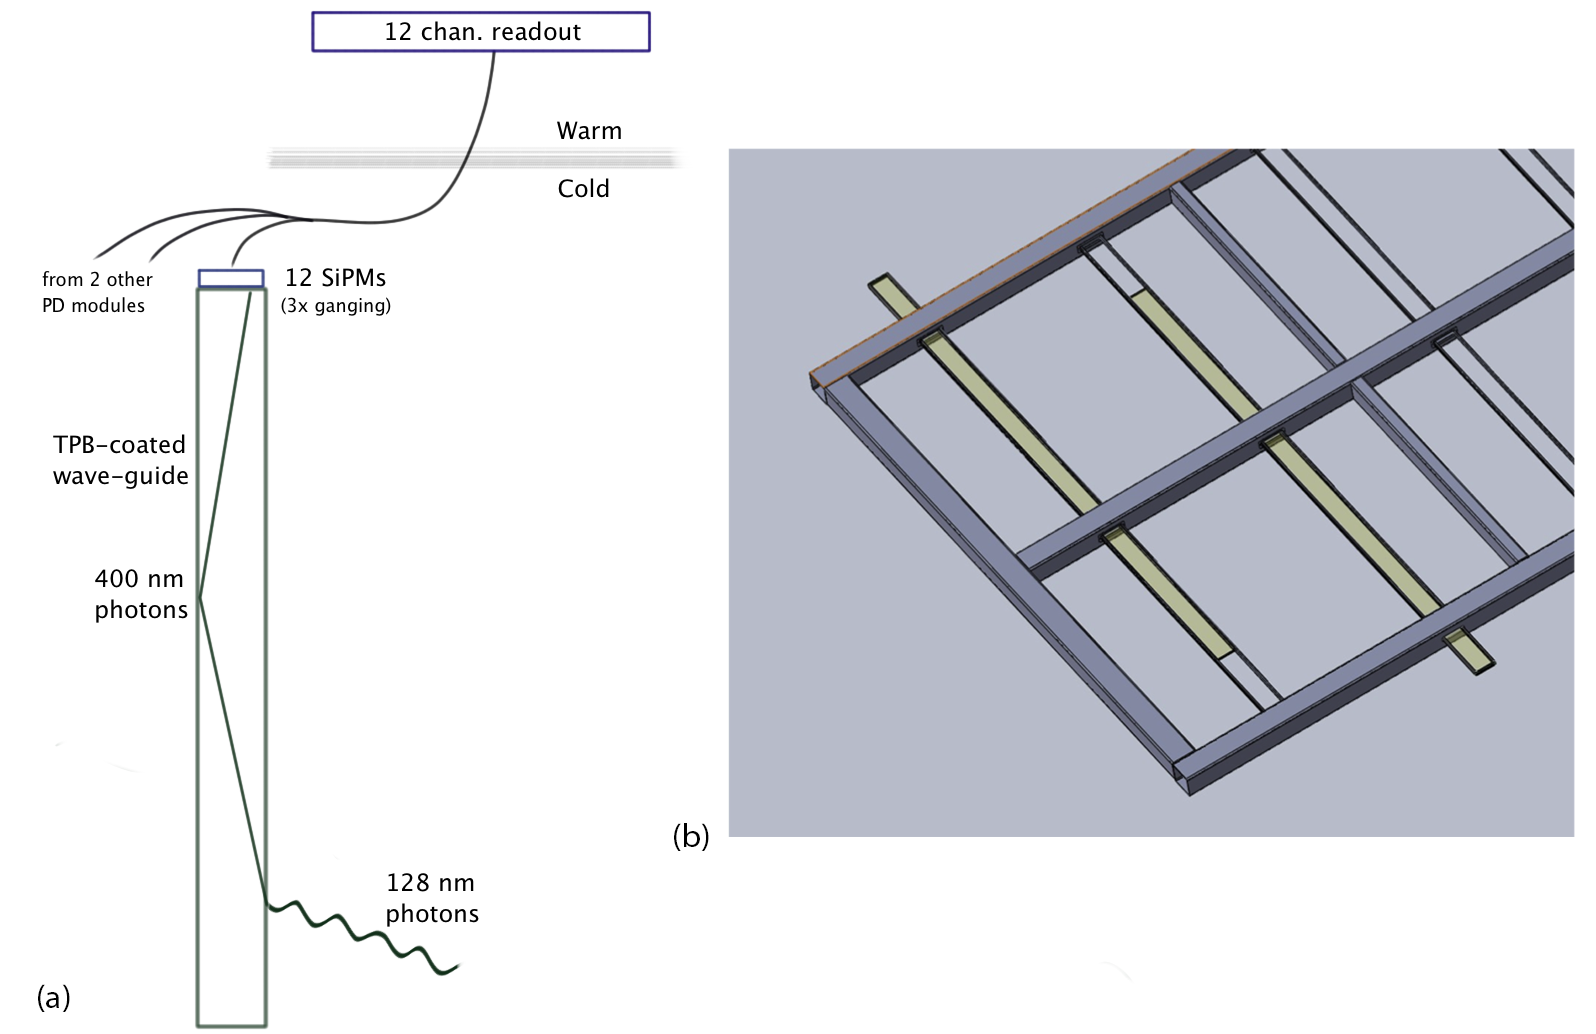 12 chan. readout
Warm
Cold
from 2 other
PD modules
12 SiPMs
(3x ganging)
TPB-coated
wave-guide
400 nm
photons
128 nm
photons
(a)
(b)